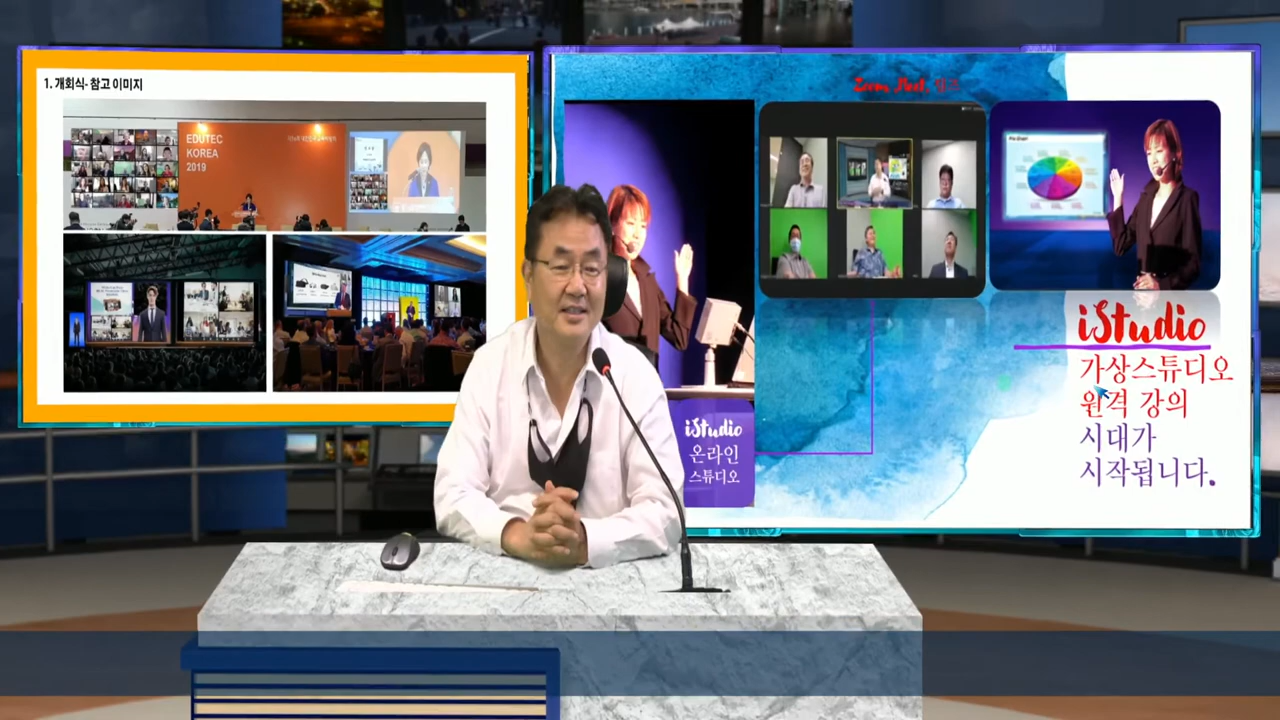 1. 개회식- 참고 이미지
EDUTEC
KOREA
2019
Zoom, Meet, 팀즈
iStudio
온라인
스튜디오
iStudio
가상스튜디오
원격 강의
시대가
시작됩니다.